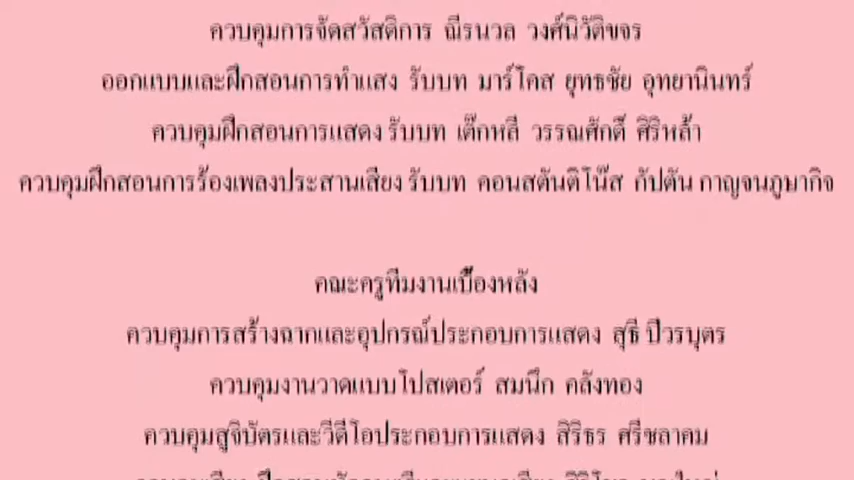 ควบคุมการจัดสวัสดิการ ณีรนวล วงศ์นิวัติขจร
ออกแบบและฝึกสอนการทำแสง รับบท มาร์โคส ยุทธชัย อุทยานินทร์
ควบคุมฝึกสอนการแสดง รับบท เต๊กหลี วรรณศักดิ์ ศิริหล้า
ควบคุมฝึกสอนการร้องเพลงประสานเสียง รับบท คอนสตันติโน๊ส กัปตัน กาญจนภูษากิจ
คณะครูทีมงานเบื้องหลัง
ควบคุมการสร้างฉากและอุปกรณ์ประกอบการแสดง สุธี ปิวรบุตร
ควบคุมงานวาดแบบโปสเตอร์ สมนึก คลังทอง
ควบคุมสูจิบัตรและวีดีโอประกอบการแสดง สิริธร ศรีชลาคม